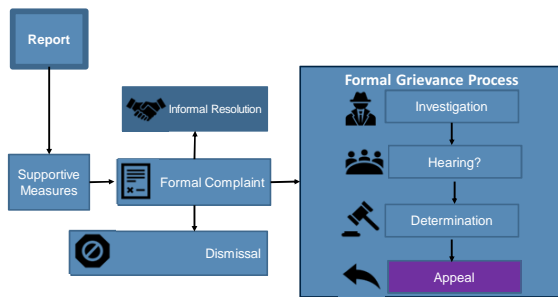 Report
Formal Grievance Process
Investigation
Informal Resolution
Hearing?
Supportive
Measures
Formal Complaint
Determination
Dismissal
Appeal